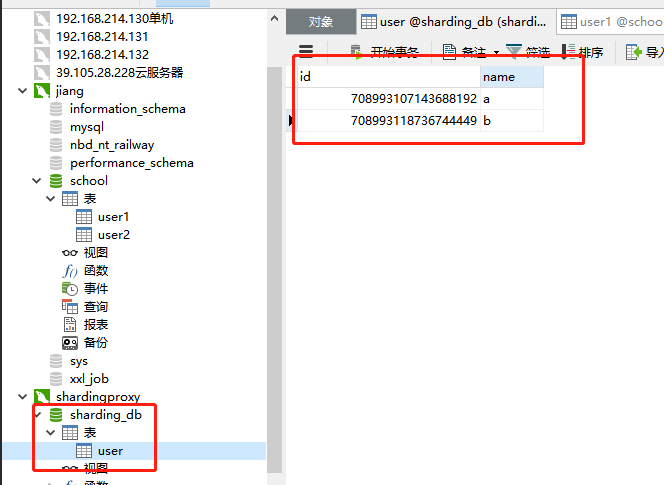 192.168.214.130单机
192.168.214.131
192.168.214.132
39.105.28.228云服务器
jiang
information_schema
mysql
nbd_nt_railway
performance_schema
school
表
user1
user2
视图
函数
事件
查询
报表
备份
sys
xxl_job
shardingproxy
sharding_db
表
user
视图
函数
对象
user @sharding_db (shardi...
user1 @schoo
开始事务
备注
筛选
排序
导入
id
name
708993107143688192
a
708993118736744449
b